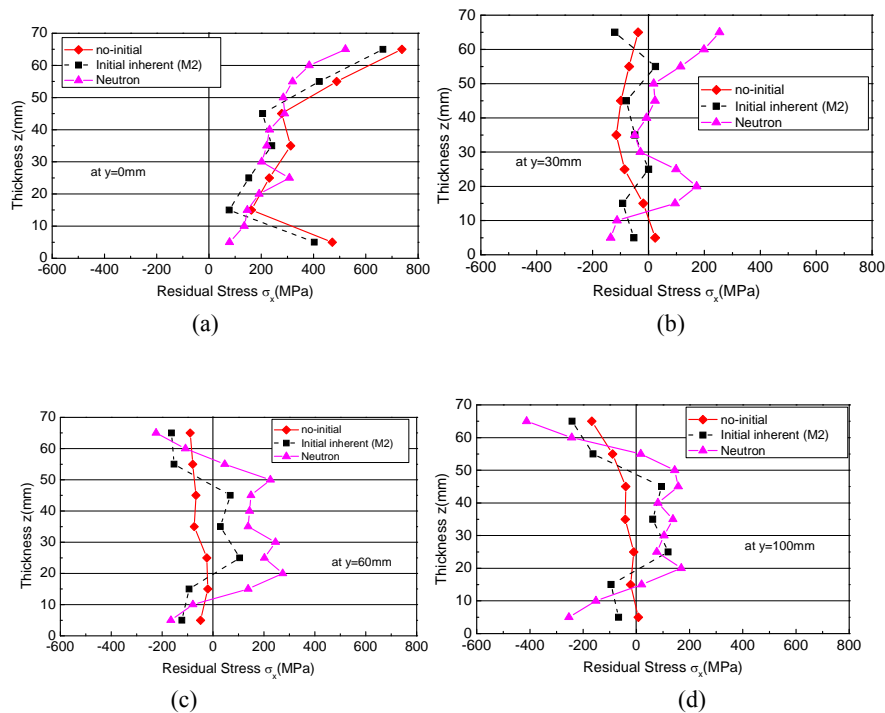 70
60
50
40
30
20
10
0
Thickness z(mm)
no-initial
Initial inherent (M2)
Neutron
at y=0mm
-600 -400 -200 0 200 400 600 800
Residual Stress σx(MPa)
(a)
70
60
50
40
30
20
10
0
Thickness z(mm)
no-initial
Initial inherent (M2)
Neutron
at y=30mm
-600 -400 -200 0 200 400 600 800
Residual Stress σx(MPa)
(b)
70
60
50
40
30
20
10
0
Thickness z(mm)
no-initial
Initial inherent (M2)
Neutron
at y=60mm
-600 -400 -200 0 200 400 600 800
Residual Stress σx(MPa)
(c)
70
60
50
40
30
20
10
0
Thickness z(mm)
no-initial
Initial inherent (M2)
Neutron
at y=100mm
-600 -400 -200 0 200 400 600 800
Residual Stress σx(MPa)
(d)